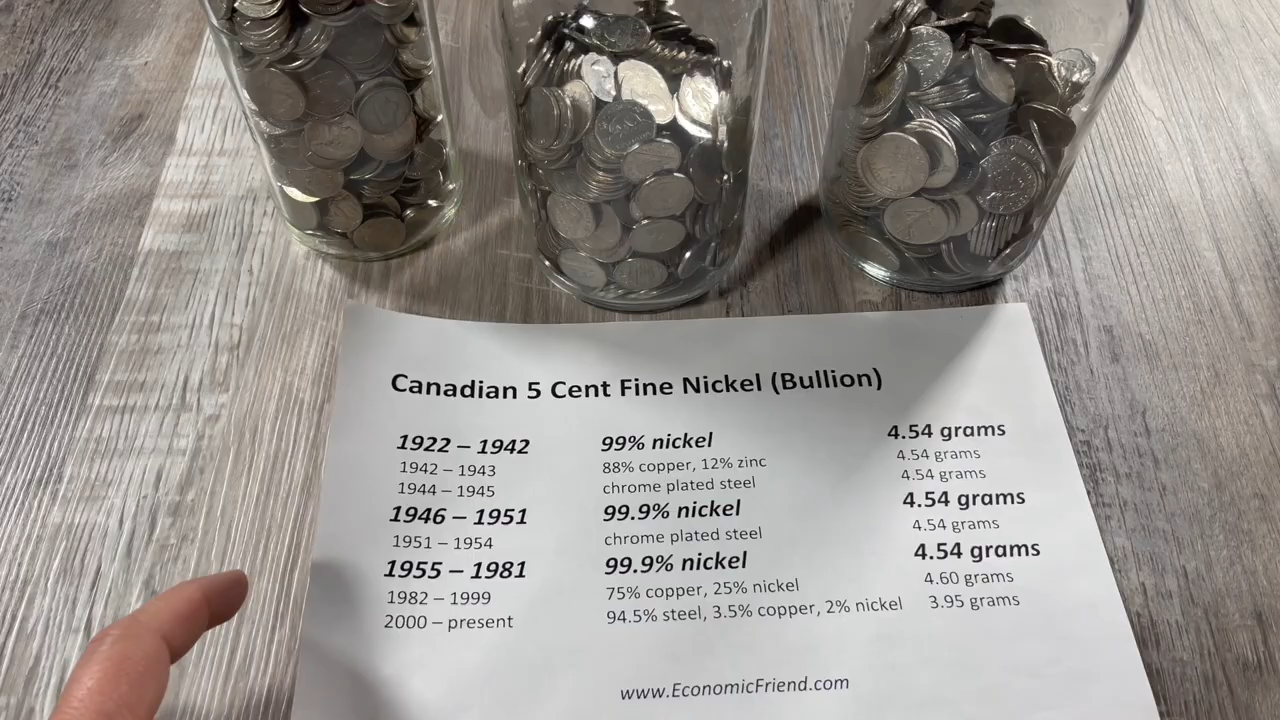 Canadian 5 Cent Fine Nickel (Bullion)
1922 – 1942 99% nickel 4.54 grams
1942 – 1943 88% copper, 12% zinc 4.54 grams
1944 – 1945 chrome plated steel 4.54 grams
1946 – 1951 99.9% nickel 4.54 grams
1951 – 1954 chrome plated steel 4.54 grams
1955 – 1981 99.9% nickel 4.54 grams
1982 – 1999 75% copper, 25% nickel 4.60 grams
2000 – present 94.5% steel, 3.5% copper, 2% nickel 3.95 grams
www.EconomicFriend.com